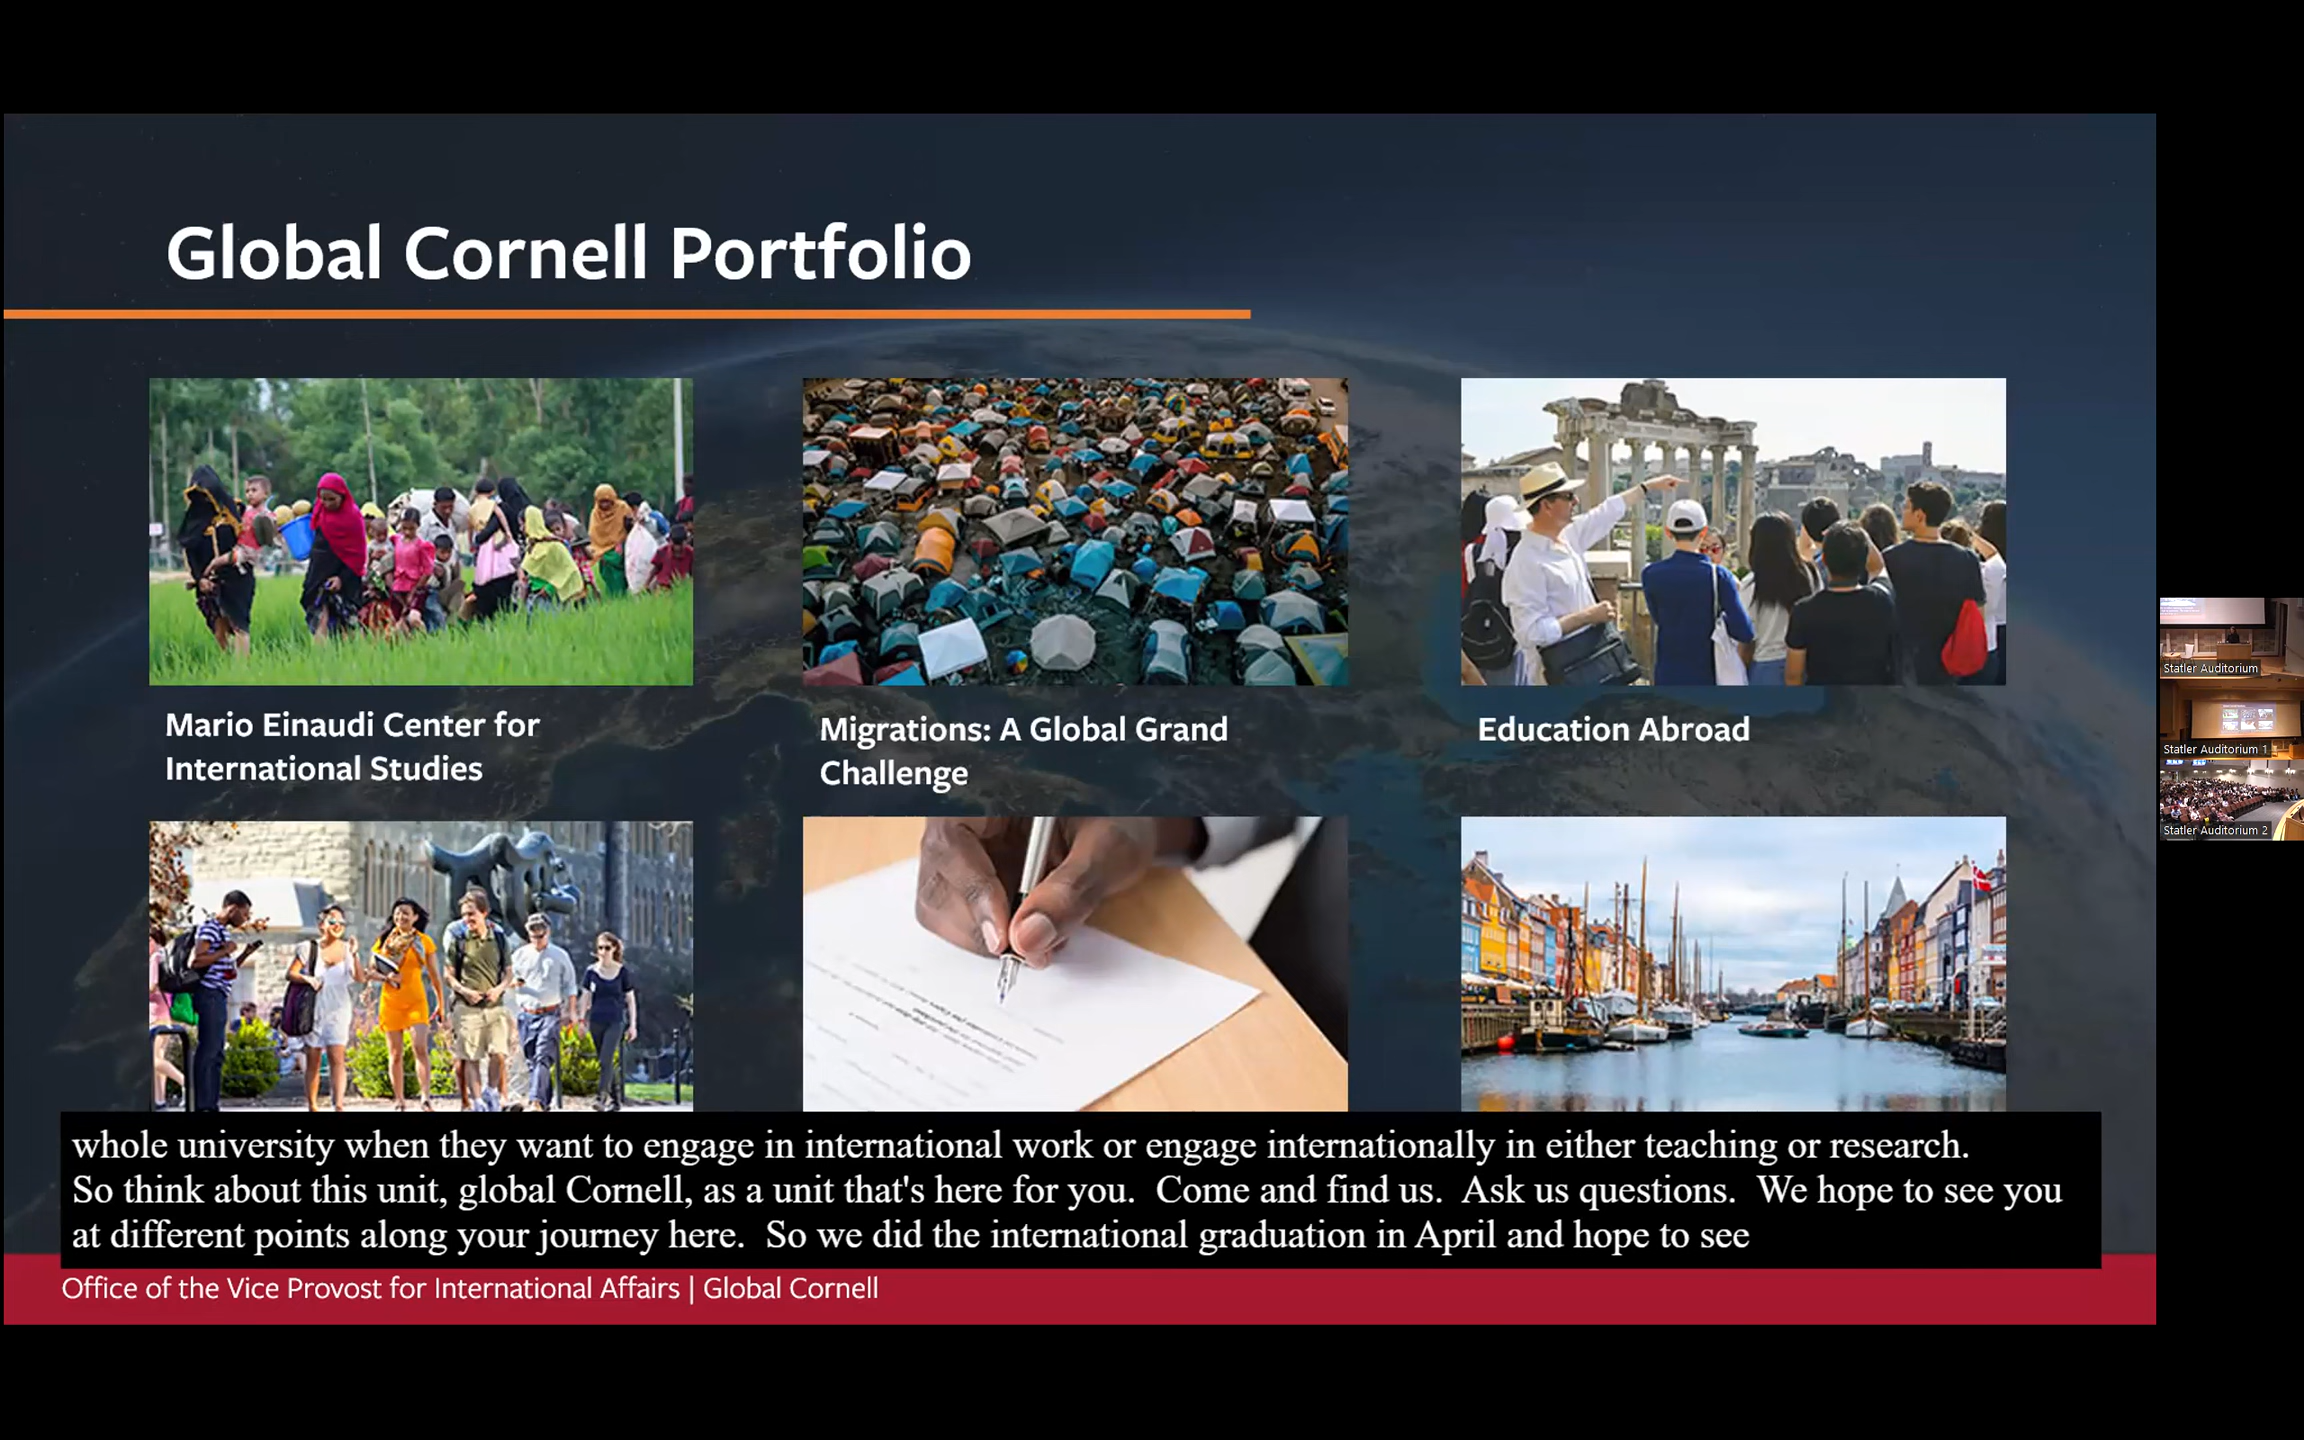 Global Cornell Portfolio
Mario Einaudi Center for
International Studies
Migrations: A Global Grand
Challenge
Education Abroad
whole university when they want to engage in international work or engage internationally in either teaching or research.
So think about this unit, global Cornell, as a unit that's here for you.  Come and find us.  Ask us questions.  We hope to see you
at different points along your journey here.  So we did the international graduation in April and hope to see
Office of the Vice Provost for International Affairs | Global Cornell
Statler Auditorium
Statler Auditorium 1
Statler Auditorium 2